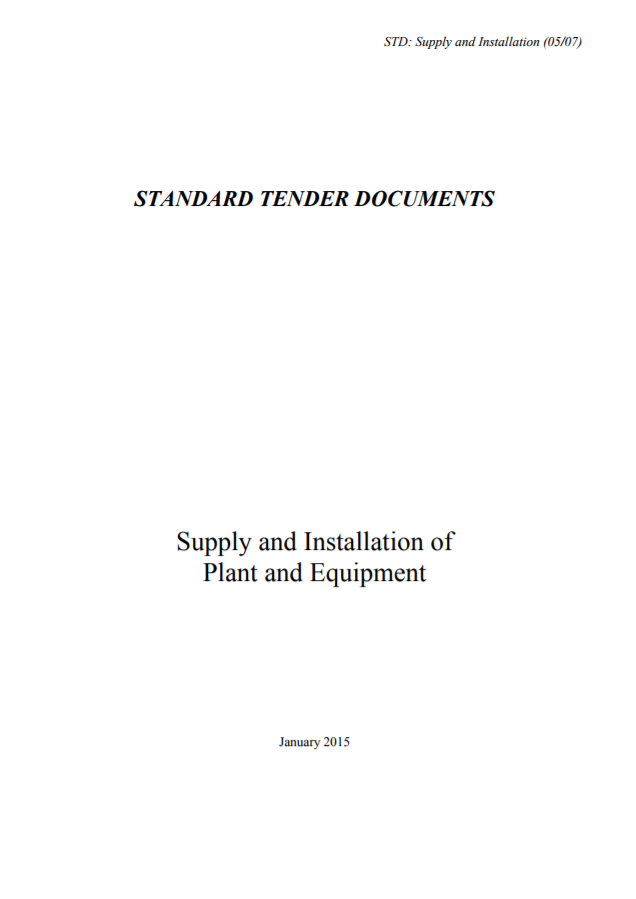 STD: Supply and Installation (05/07)
STANDARD TENDER DOCUMENTS
Supply and Installation of
Plant and Equipment
January 2015